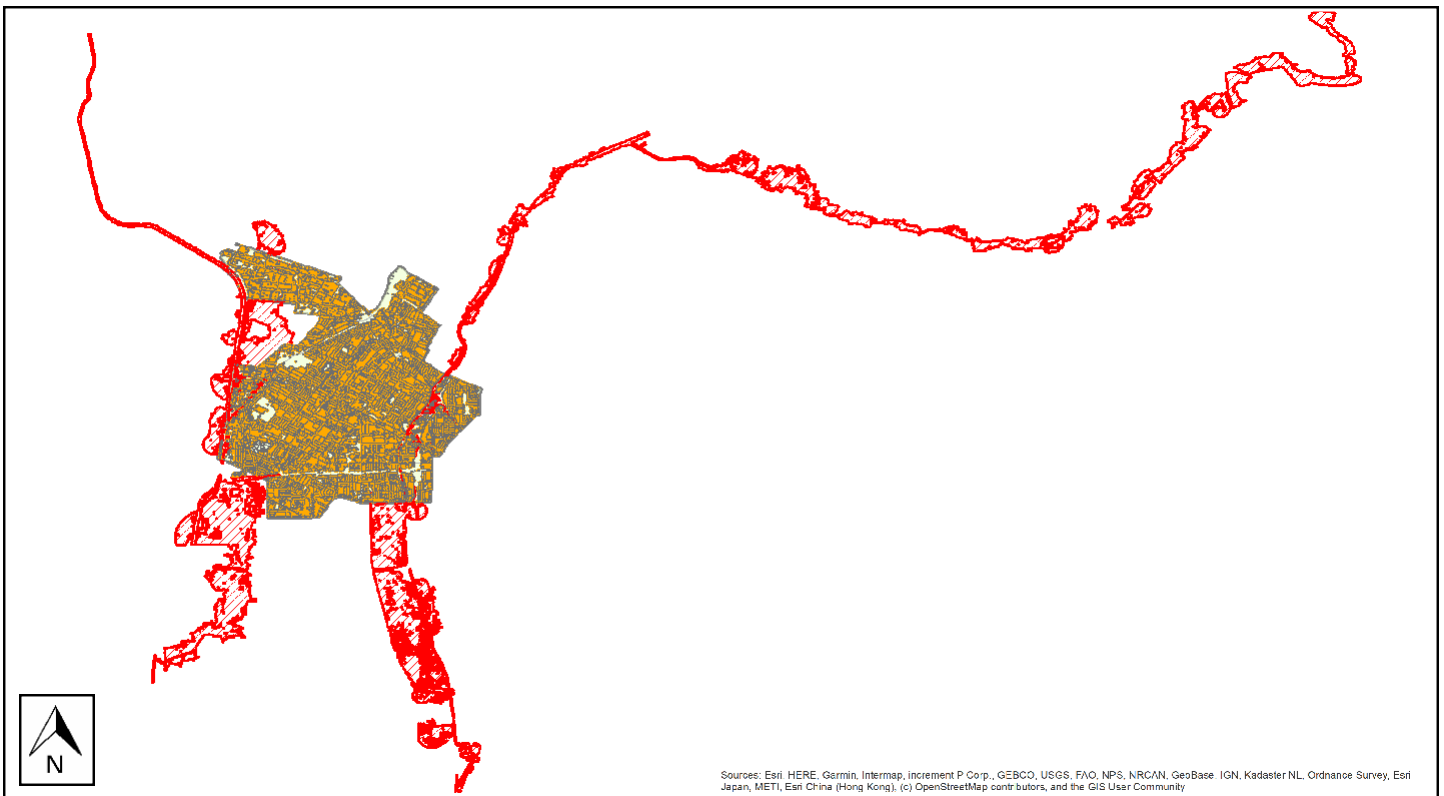 N
Sources: Esri, HERE, Garmin, Intermap, increment P Corp., GEBCO, USGS, FAO, NPS, NRCAN, GeoBase, IGN, Kadaster NL, Ordnance Survey, Esri
Japan, METI, Esri China (Hong Kong), (c) OpenStreetMap contributors, and the GIS User Community